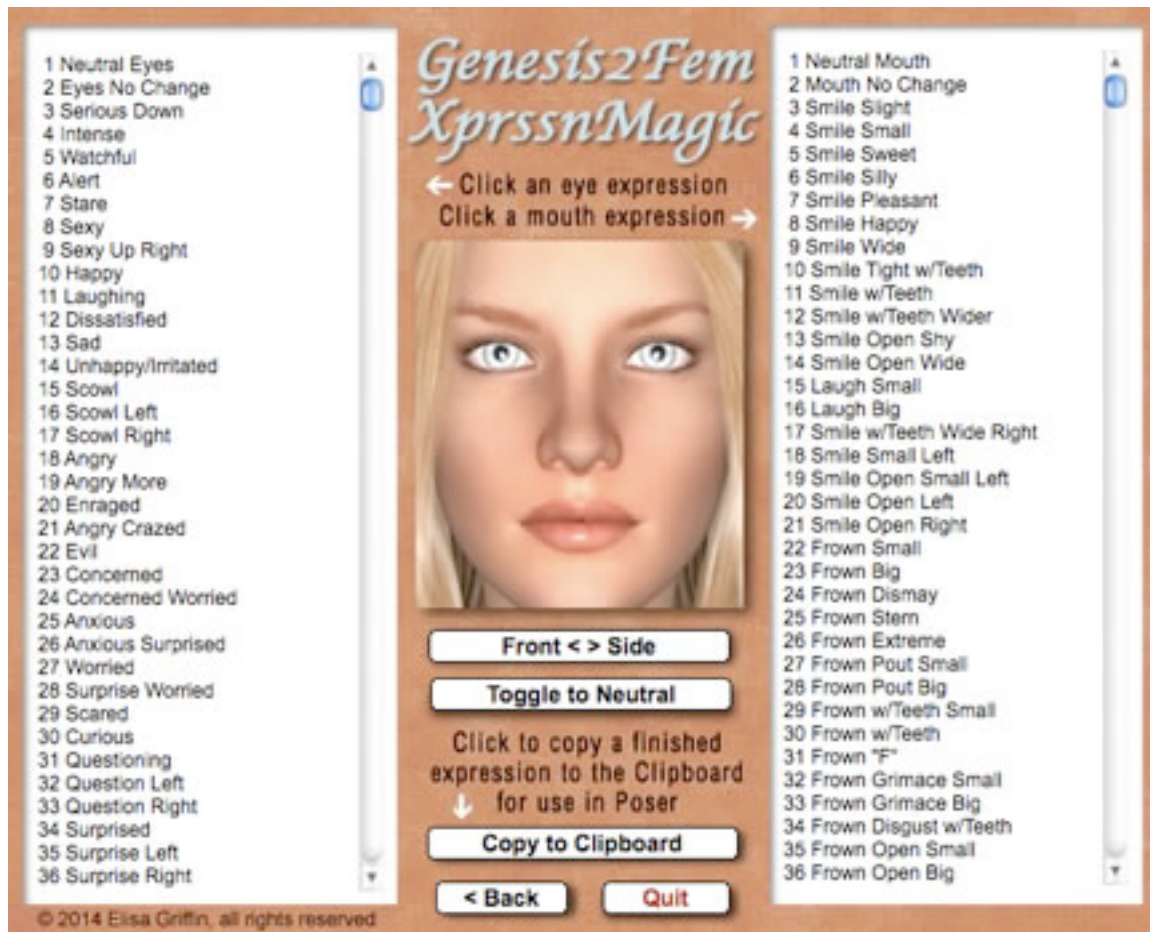 1 Neutral Eyes
2 Eyes No Change
3 Serious Down
4 Intense
5 Watchful
6 Alert
7 Stare
8 Sexy
9 Sexy Up Right
10 Happy
11 Laughing
12 Dissatisfied
13 Sad
14 Unhappy/Irritated
15 Scowl
16 Scowl Left
17 Scowl Right
18 Angry
19 Angry More
20 Enraged
21 Angry Crazed
22 Evil
23 Concerned
24 Concerned Worried
25 Anxious
26 Anxious Surprised
27 Worried
28 Surprise Worried
29 Scared
30 Curious
31 Questioning
32 Question Left
33 Question Right
34 Surprised
35 Surprise Left
36 Surprise Right
© 2014 Elisa Griffin, all rights reserved
Genesis2Fem
XprssnMagic
← Click an eye expression
Click a mouth expression →
Front < > Side
Toggle to Neutral
Click to copy a finished
expression to the Clipboard
↓ for use in Poser
Copy to Clipboard
< Back
Quit
1 Neutral Mouth
2 Mouth No Change
3 Smile Slight
4 Smile Small
5 Smile Sweet
6 Smile Silly
7 Smile Pleasant
8 Smile Happy
9 Smile Wide
10 Smile Tight w/Teeth
11 Smile w/Teeth
12 Smile w/Teeth Wider
13 Smile Open Shy
14 Smile Open Wide
15 Laugh Small
16 Laugh Big
17 Smile w/Teeth Wide Right
18 Smile Small Left
19 Smile Open Small Left
20 Smile Open Left
21 Smile Open Right
22 Frown Small
23 Frown Big
24 Frown Dismay
25 Frown Stern
26 Frown Extreme
27 Frown Pout Small
28 Frown Pout Big
29 Frown w/Teeth Small
30 Frown w/Teeth
31 Frown "F"
32 Frown Grimace Small
33 Frown Grimace Big
34 Frown Disgust w/Teeth
35 Frown Open Small
36 Frown Open Big